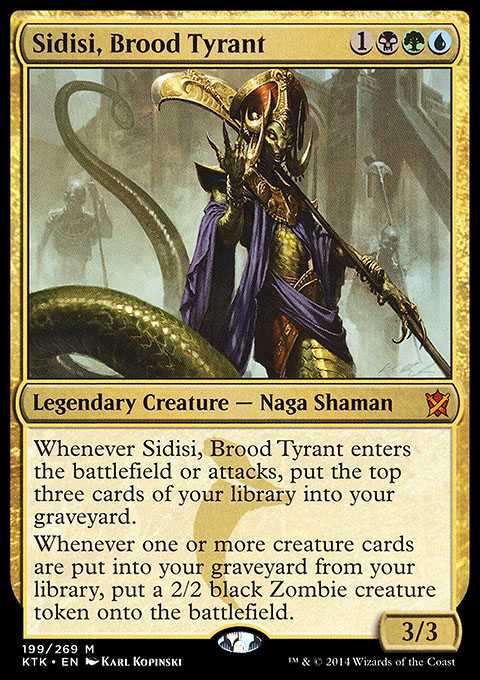 Sidisi, Brood Tyrant 1
Legendary Creature — Naga Shaman
Whenever Sidisi, Brood Tyrant enters
the battlefield or attacks, put the top
three cards of your library into your
graveyard.
Whenever one or more creature cards
are put into your graveyard from your
library, put a 2/2 black Zombie creature
token onto the battlefield.
3/3
199/269 M
KTK • EN Karl Kopinski
™ & © 2014 Wizards of the Coast